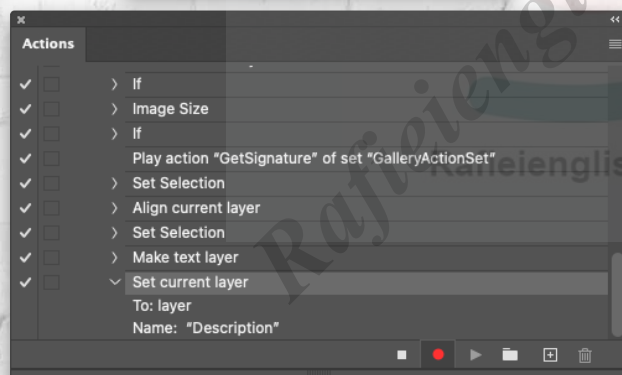 Actions
If
Image Size
If
Play action “GetSignature” of set “GalleryActionSet”
Set Selection
Align current layer
Set Selection
Make text layer
Set current layer
To: layer
Name: “Description”
Rafieienglis